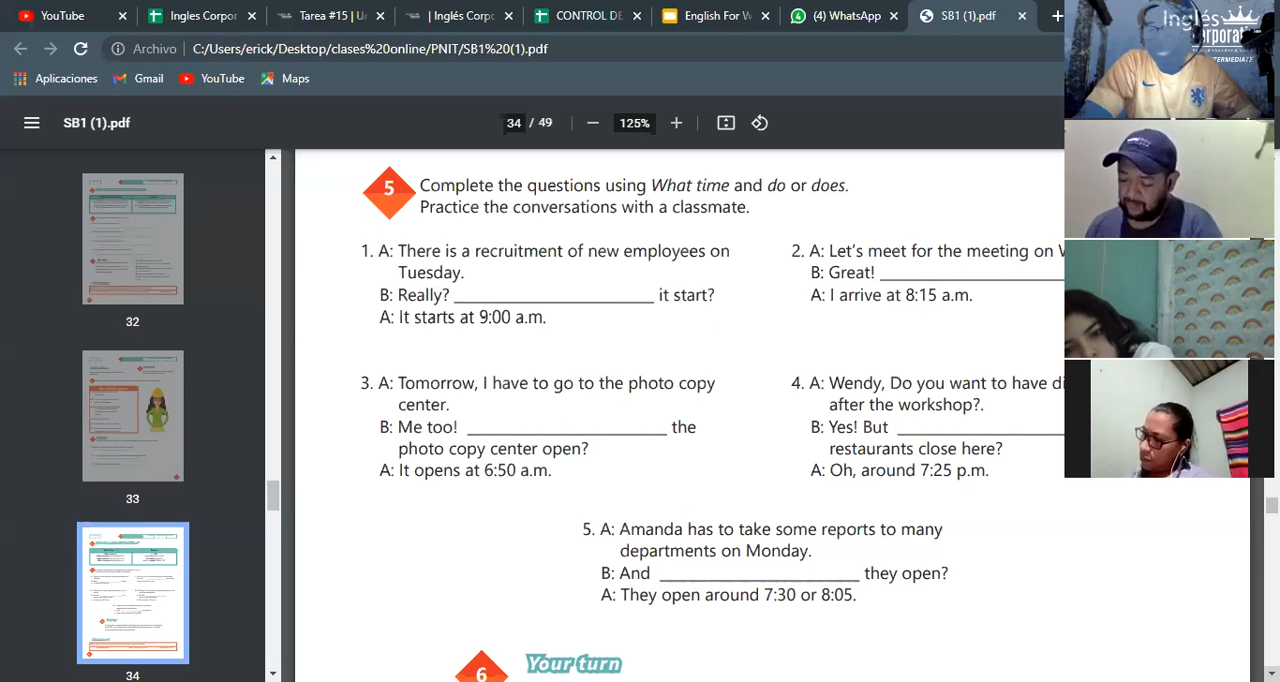 YouTube
Ingles Corpor
Tarea #15 | Ur
| Inglés Corpo
CONTROL DE
English For W
(4) WhatsApp
SB1 (1).pdf
Archivo C:/Users/erick/Desktop/clases%20online/PNIT/SB1%20(1).pdf
Aplicaciones Gmail YouTube Maps
SB1 (1).pdf 34 / 49 125%
Inglés
INTERMEDIATE
32
33
34
5 Complete the questions using What time and do or does.
Practice the conversations with a classmate.
1. A: There is a recruitment of new employees on
Tuesday.
B: Really? ______________________ it start?
A: It starts at 9:00 a.m.
2. A: Let's meet for the meeting on W
B: Great! ____________________
A: I arrive at 8:15 a.m.
3. A: Tomorrow, I have to go to the photo copy
center.
B: Me too! ______________________ the
photo copy center open?
A: It opens at 6:50 a.m.
4. A: Wendy, Do you want to have di
after the workshop?.
B: Yes! But __________________
restaurants close here?
A: Oh, around 7:25 p.m.
5. A: Amanda has to take some reports to many
departments on Monday.
B: And ______________________ they open?
A: They open around 7:30 or 8:05.
6 Your turn